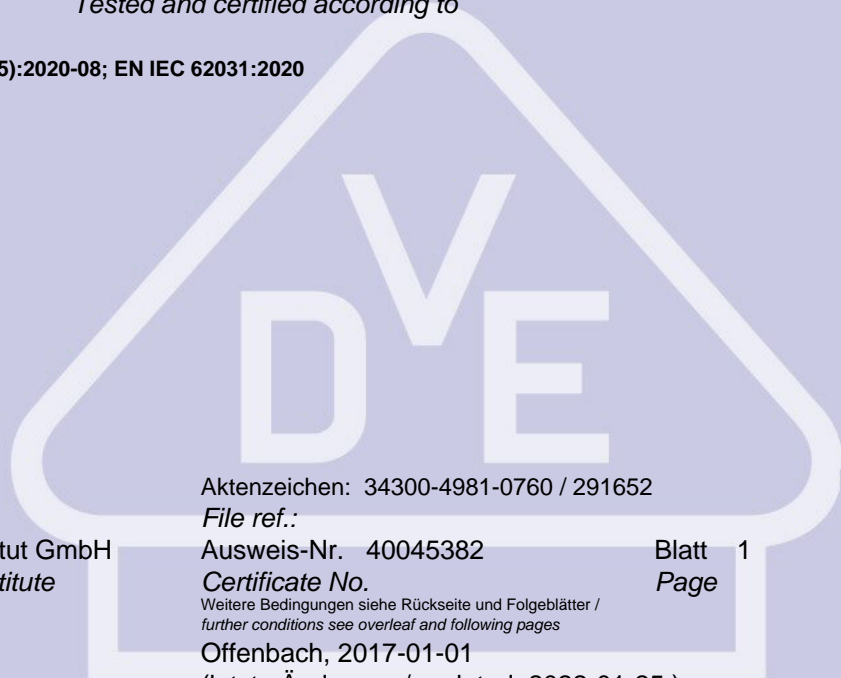 Tested and certified according to
5):2020-08; EN IEC 62031:2020
DVE
Aktenzeichen: 34300-4981-0760 / 291652
File ref.:
tut GmbH Ausweis-Nr. 40045382 Blatt 1
titute Certificate No. Page
Weitere Bedingungen siehe Rückseite und Folgeblätter /
further conditions see overleaf and following pages
Offenbach, 2017-01-01